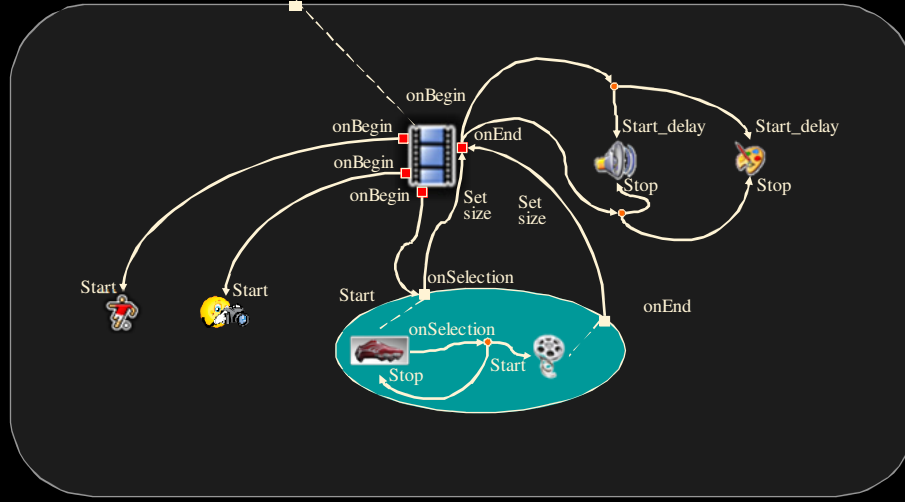 onBegin
onBegin
Start_delay
Start_delay
onEnd
onBegin
onBegin
Stop
Stop
Set
size
Set
size
onSelection
Start
Start
Start
onEnd
onSelection
Start
Stop